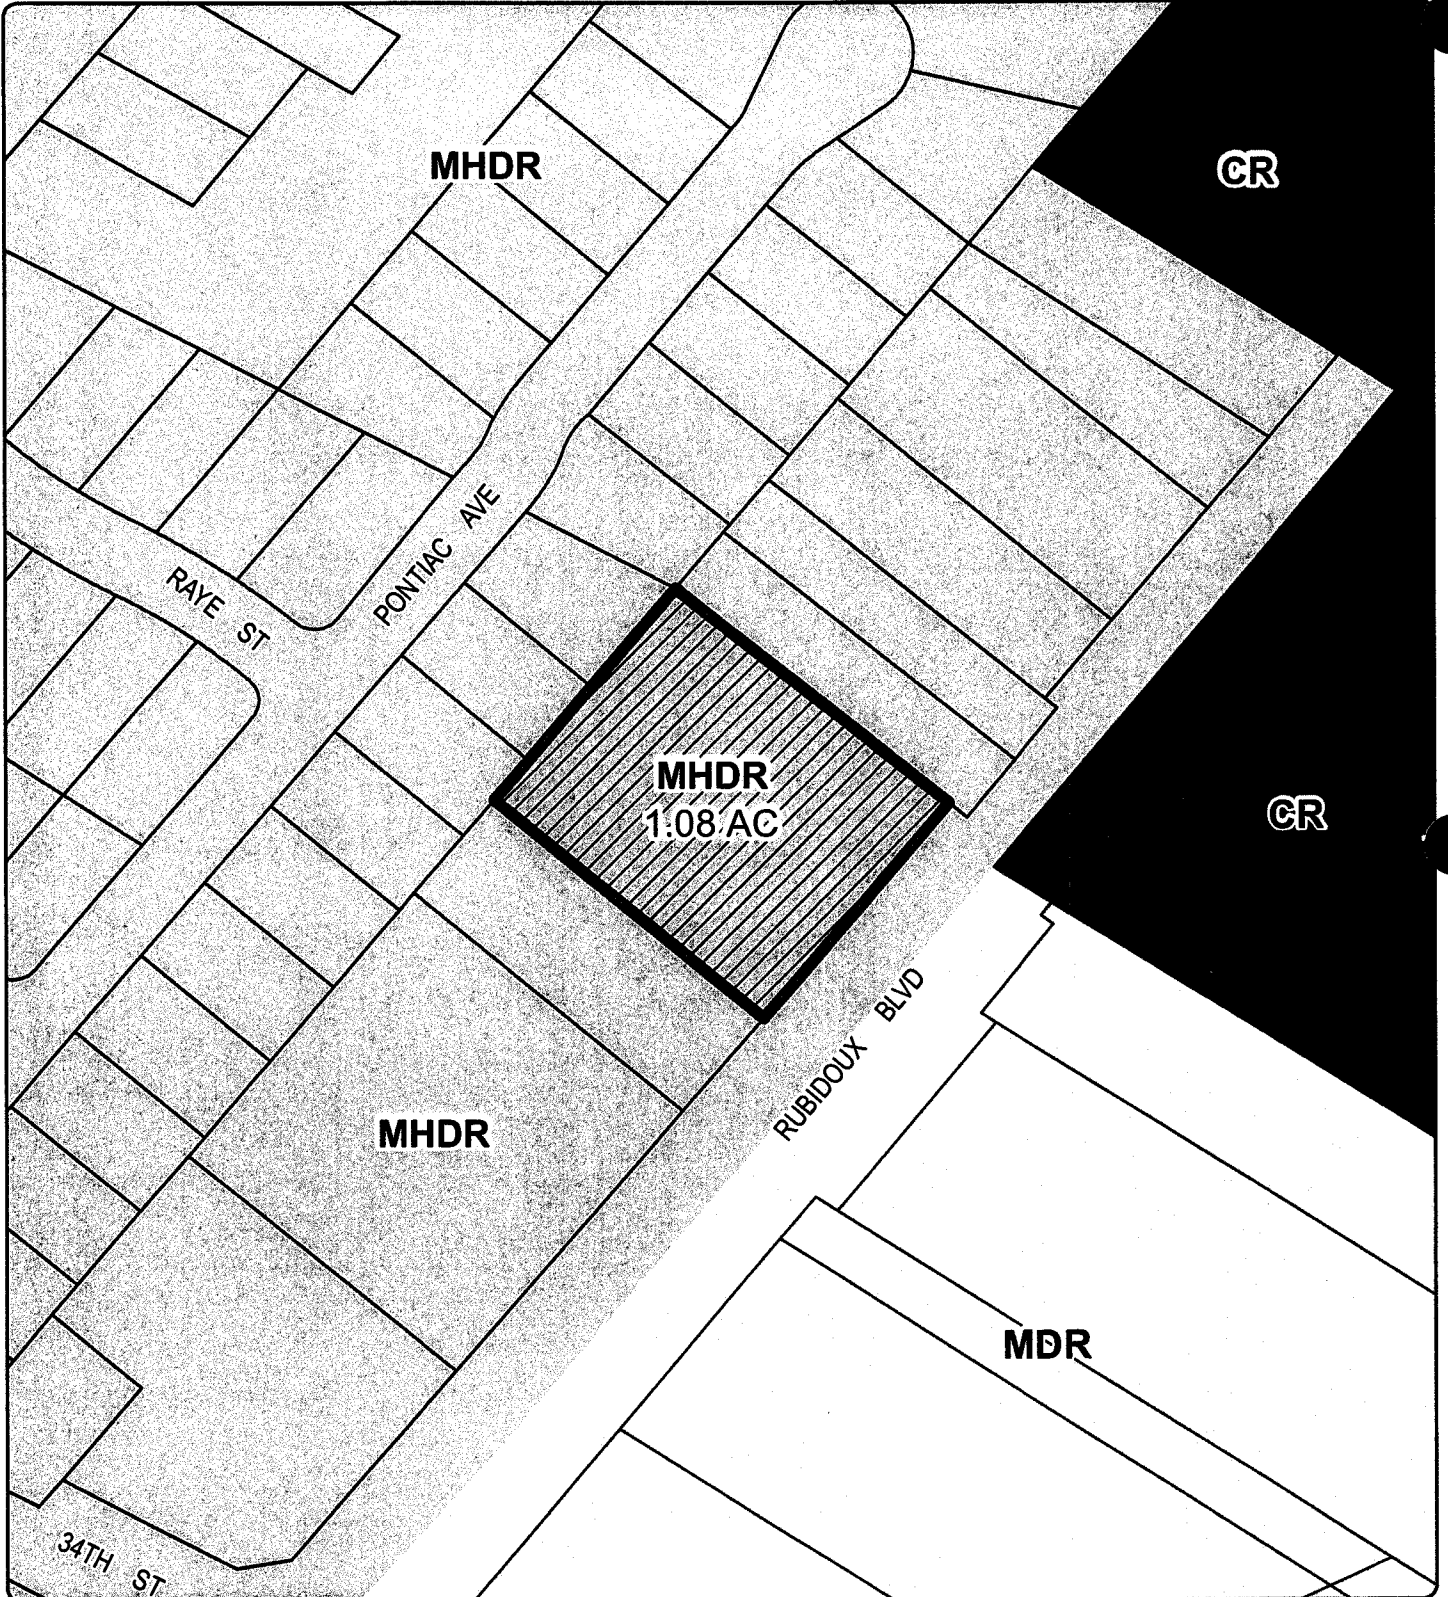 MHDR
CR
PONTIAC AVE
RAYE ST
MHDR
1.08 AC
CR
RUBIDOUX BLVD
MHDR
MDR
34TH ST